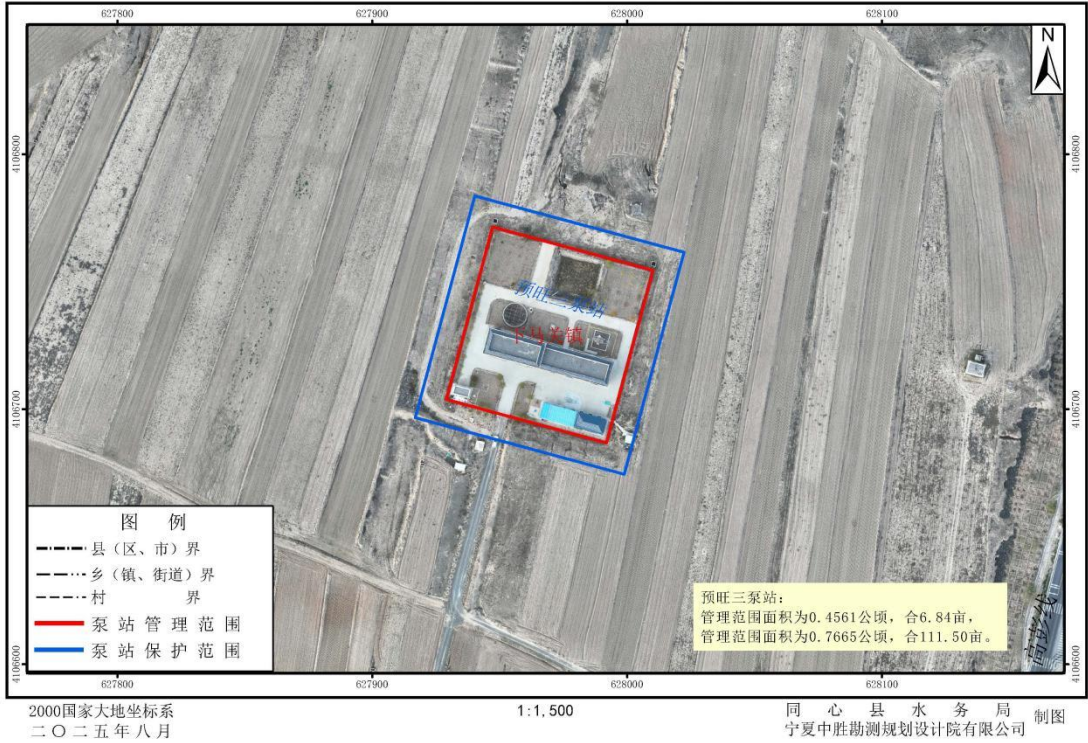 627800
627900
628000
628100
N
4106800
4106800
预旺三泵站
下马关镇
4106700
4106700
图 例
县（区、市）界
乡（镇、街道）界
村 界
泵站管理范围
泵站保护范围
预旺三泵站：
管理范围面积为0.4561公顷，合6.84亩，
管理范围面积为0.7665公顷，合111.50亩。
高彭线
4106600
4106600
627800
627900
628000
628100
2000国家大地坐标系
二〇二五年八月
1:1,500
同心县水务局
宁夏中胜勘测规划设计院有限公司
制图